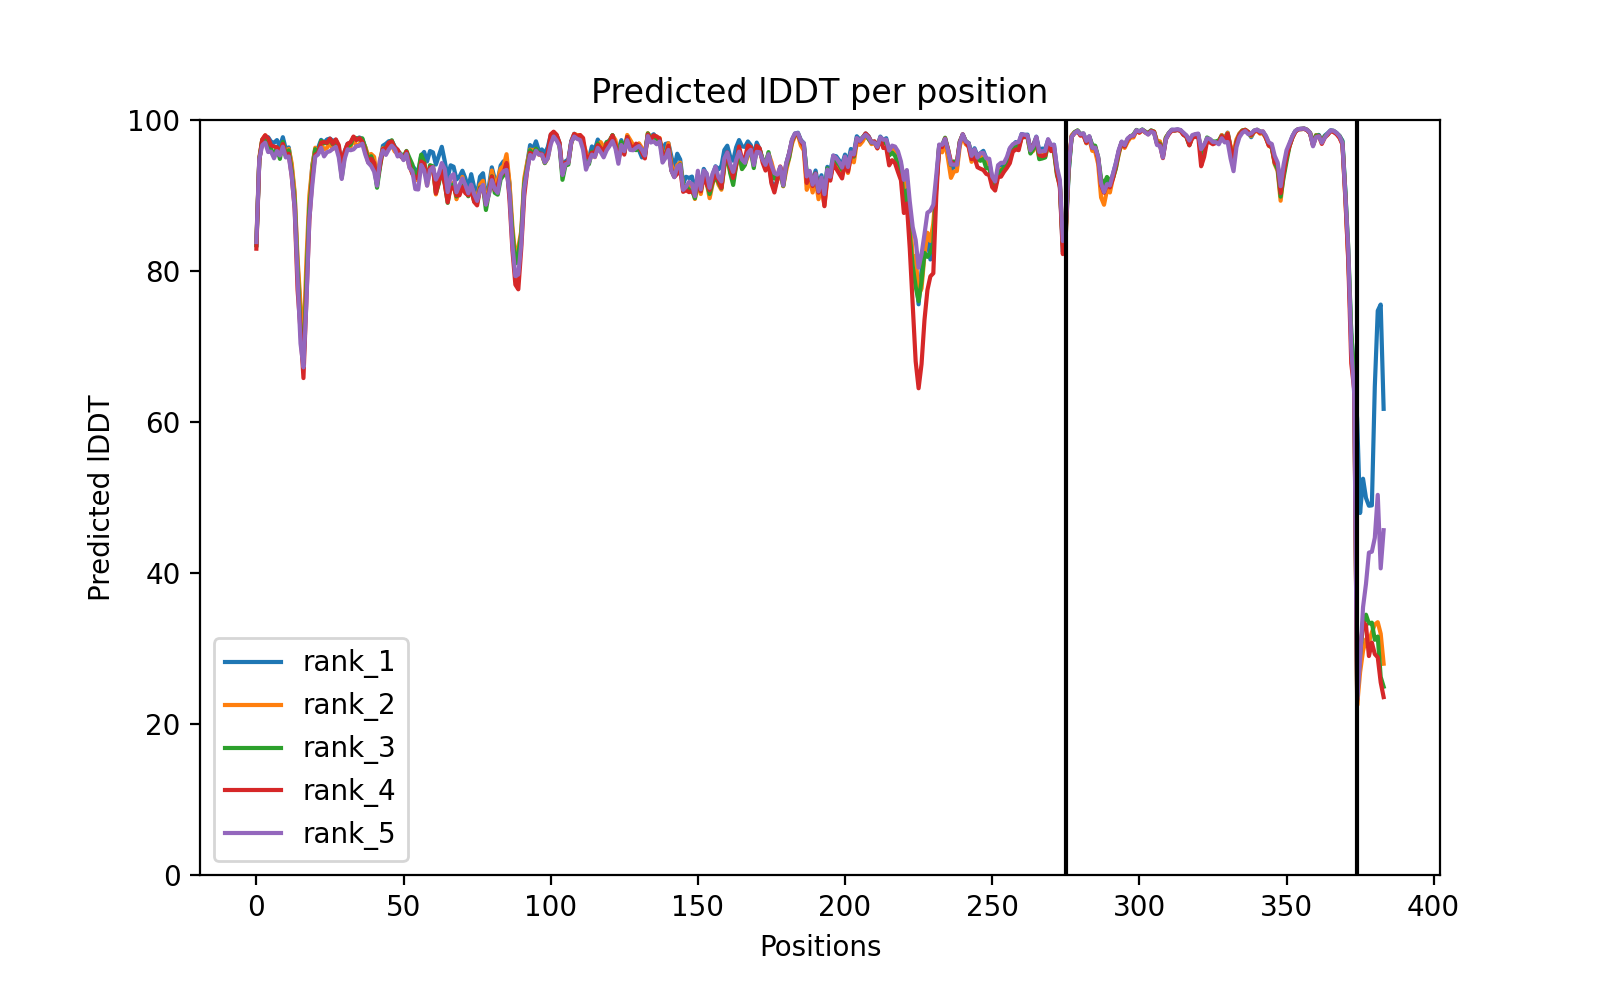 Predicted lDDT per position
100
80
60
40
20
0
Predicted lDDT
rank_1
rank_2
rank_3
rank_4
rank_5
0 50 100 150 200 250 300 350 400
Positions